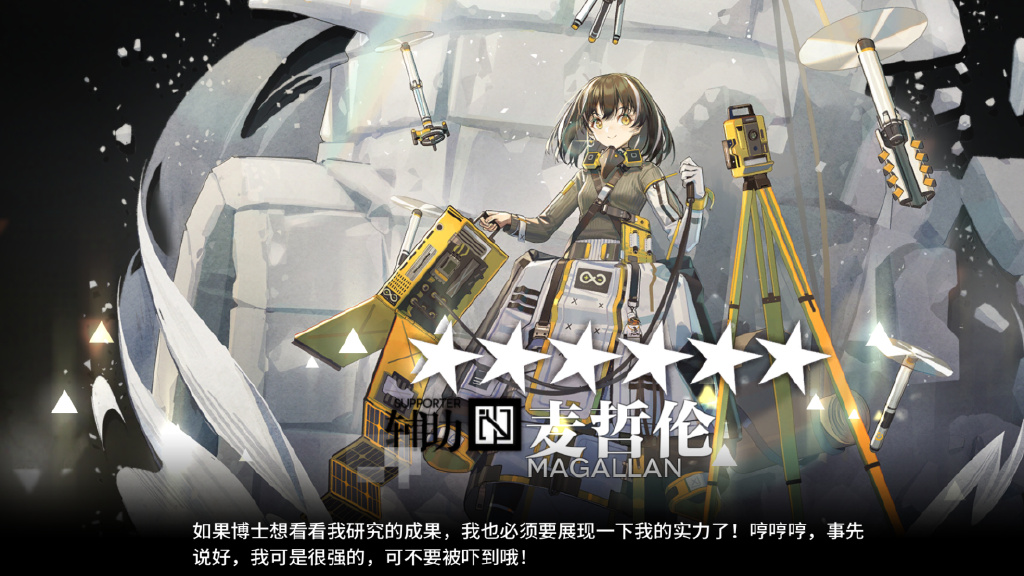 SUPPORTER
辅助
麦哲伦
MAGALLAN
如果博士想看看我研究的成果，我也必须要展现一下我的实力了！哼哼哼，事先
说好，我可是很强的，可不要被吓到哦！